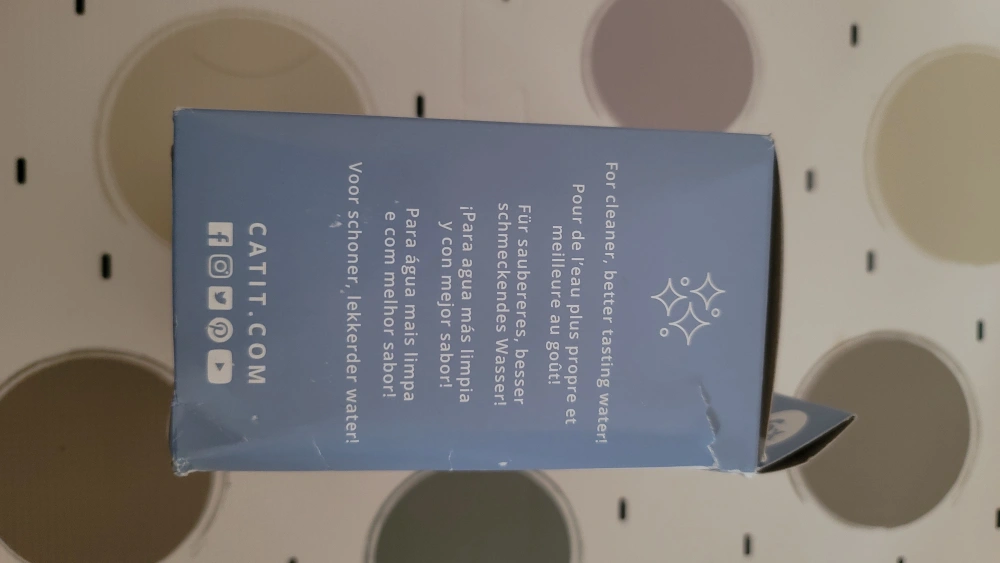 For cleaner, better tasting water!
Pour de l'eau plus propre et
meilleure au goût!
Für saubereres, besser
schmeckendes Wasser!
¡Para agua más limpia
y con mejor sabor!
Para água mais limpa
e com melhor sabor!
Voor schoner, lekkerder water!
CATIT.COM